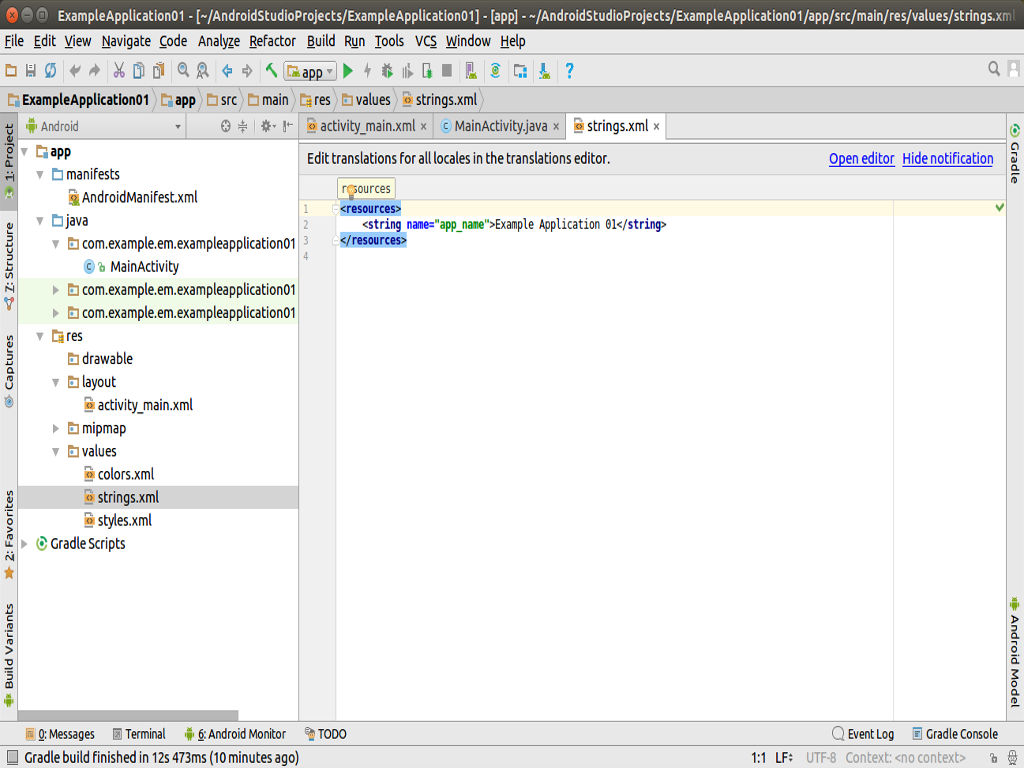 ExampleApplication01 - [~/AndroidStudioProjects/ExampleApplication01] - [app] - ~/AndroidStudioProjects/ExampleApplication01/app/src/main/res/values/strings.xml
File Edit View Navigate Code Analyze Refactor Build Run Tools VCS Window Help
app
ExampleApplication01 app src main res values strings.xml
Android
activity_main.xml MainActivity.java strings.xml
1: Project
Z: Structure
Captures
2: Favorites
Build Variants
app
manifests
AndroidManifest.xml
java
com.example.em.exampleapplication01
MainActivity
com.example.em.exampleapplication01
com.example.em.exampleapplication01
res
drawable
layout
activity_main.xml
mipmap
values
colors.xml
strings.xml
styles.xml
Gradle Scripts
Edit translations for all locales in the translations editor. Open editor Hide notification
resources
1 <resources>
2 <string name="app_name">Example Application 01</string>
3 </resources>
4
Gradle
Android Model
0: Messages Terminal 6: Android Monitor TODO Event Log Gradle Console
Gradle build finished in 12s 473ms (10 minutes ago) 1:1 LF÷ UTF-8 Context: <no context>